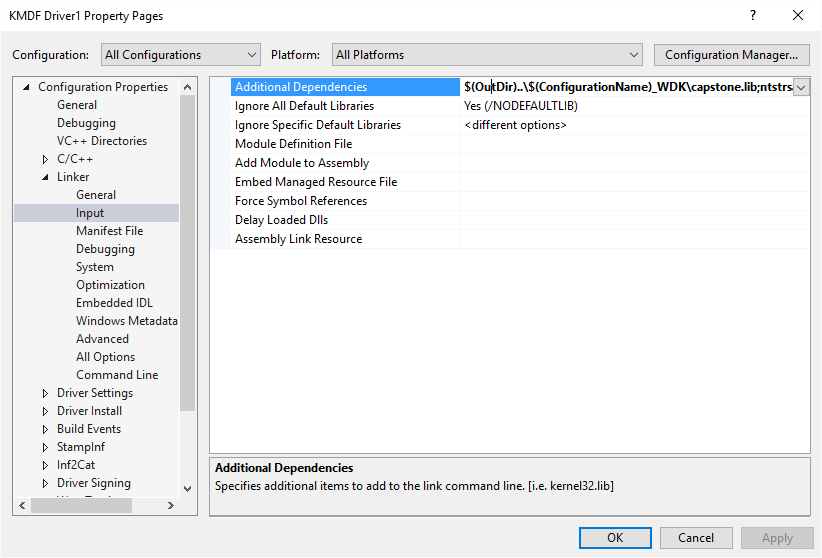 KMDF Driver1 Property Pages
Configuration: All Configurations Platform: All Platforms Configuration Manager...
Configuration Properties
General
Debugging
VC++ Directories
C/C++
Linker
General
Input
Manifest File
Debugging
System
Optimization
Embedded IDL
Windows Metadata
Advanced
All Options
Command Line
Driver Settings
Driver Install
Build Events
StampInf
Inf2Cat
Driver Signing
Additional Dependencies $(OutDir)..\$(ConfigurationName)_WDK\capstone.lib;ntstrs
Ignore All Default Libraries Yes (/NODEFAULTLIB)
Ignore Specific Default Libraries <different options>
Module Definition File
Add Module to Assembly
Embed Managed Resource File
Force Symbol References
Delay Loaded Dlls
Assembly Link Resource
Additional Dependencies
Specifies additional items to add to the link command line. [i.e. kernel32.lib]
OK Cancel Apply